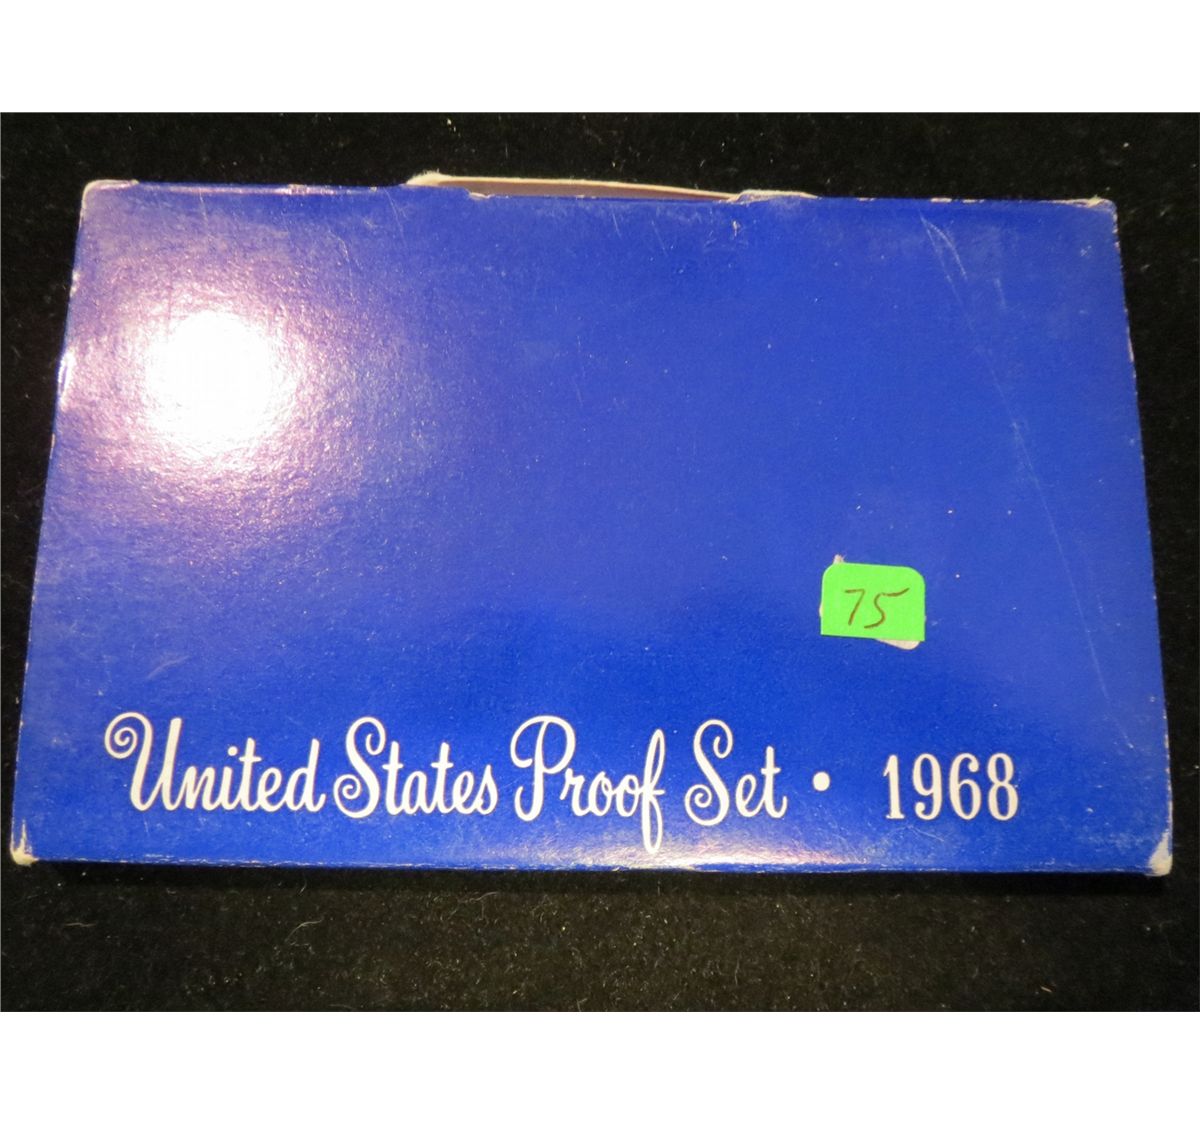 75
United States Proof Set • 1968